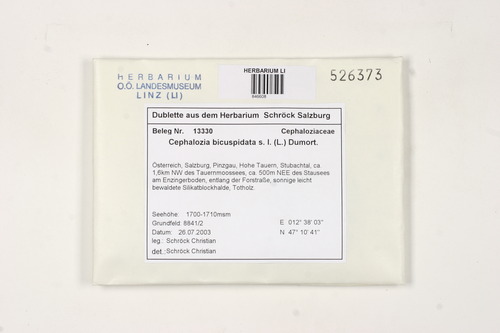 HERBARIUM
O.Ö. LANDESMUSEUM
LINZ (LI)
HERBARIUM LI
526373
Dublette aus dem Herbarium Schröck Salzburg
Beleg Nr. 13330 Cephaloziaceae
Cephalozia bicuspidata s. l. (L.) Dumort.
Österreich, Salzburg, Pinzgau, Hohe Tauern, Stubachtal, ca.
1,6km NW des Tauernmoossees, ca. 500m NEE des Stausees
am Enzingerboden, entlang der Forstraße, sonnige leicht
bewaldete Silikatblockhalde, Totholz.
Seehöhe: 1700-1710msm
Grundfeld: 8841/2 E 012° 38' 03"
Datum: 26.07.2003 N 47° 10' 41"
leg.: Schröck Christian
det.: Schröck Christian